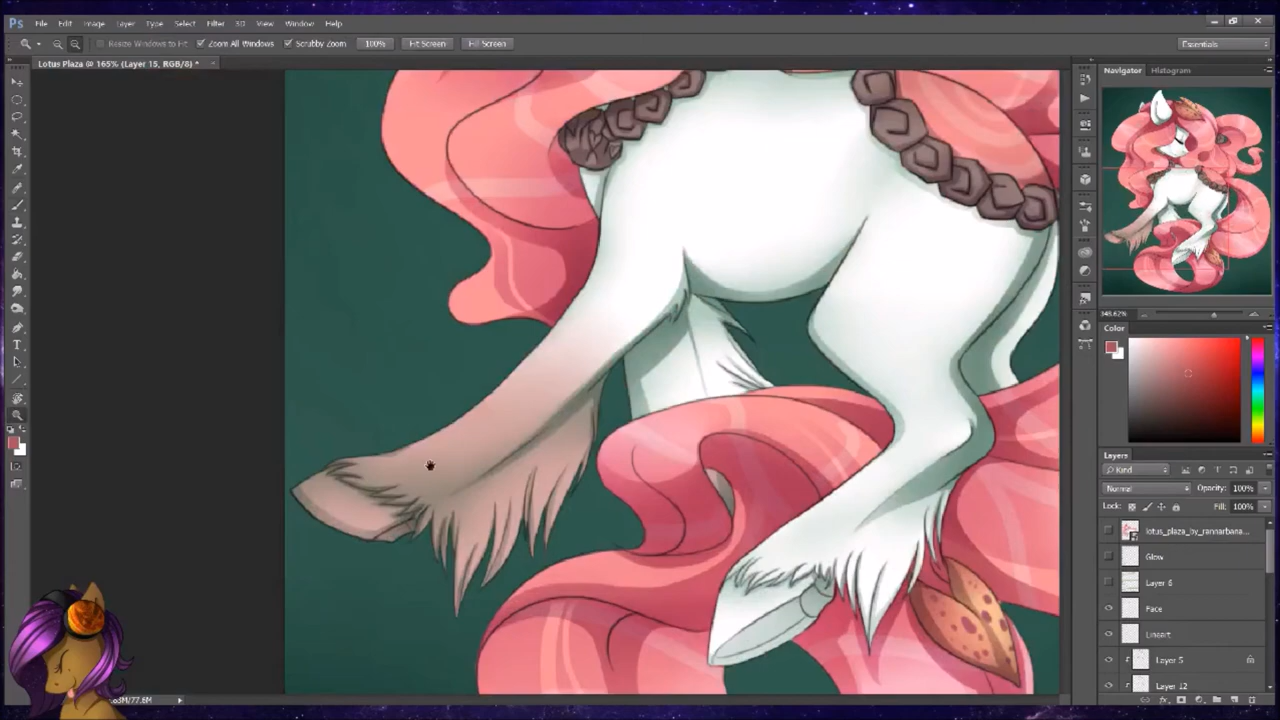 Ps File Edit Image Layer Type Select Filter 3D View Window Help
Resize Windows to Fit Zoom All Windows Scrubby Zoom 100% Fit Screen Fill Screen Essentials
Lotus Plaza @ 165% (Layer 15, RGB/8) *
Navigator Histogram
Color
Layers
Kind
Normal Opacity: 100%
Lock: Fill: 100%
lotus_plaza_by_rannarbana...
Glow
Layer 6
Face
Lineart
Layer 5
Layer 12